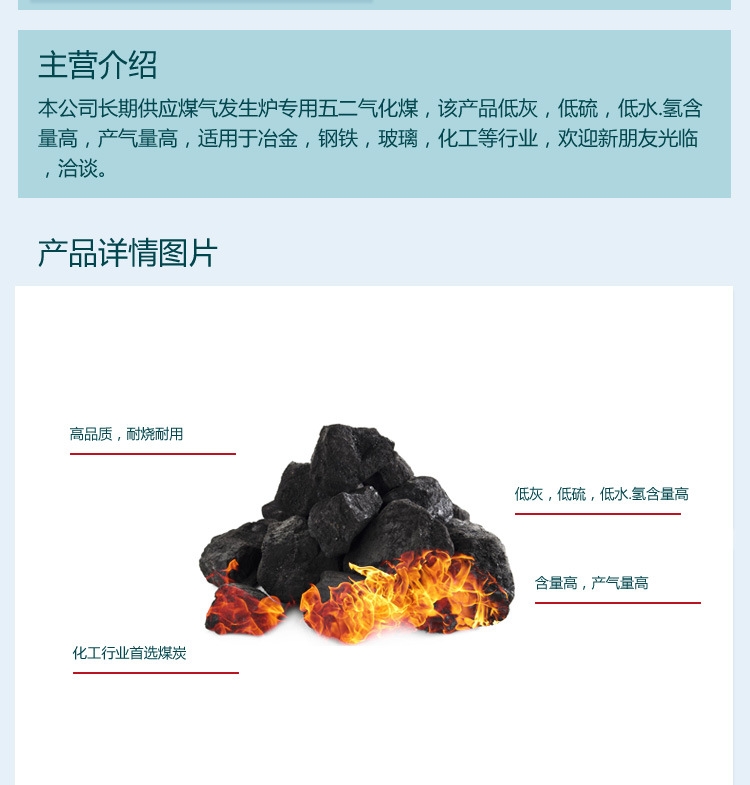 主营介绍
本公司长期供应煤气发生炉专用五二气化煤，该产品低灰，低硫，低水.氢含
量高，产气量高，适用于冶金，钢铁，玻璃，化工等行业，欢迎新朋友光临
，洽谈。
产品详情图片
高品质，耐烧耐用
低灰，低硫，低水.氢含量高
含量高，产气量高
化工行业首选煤炭